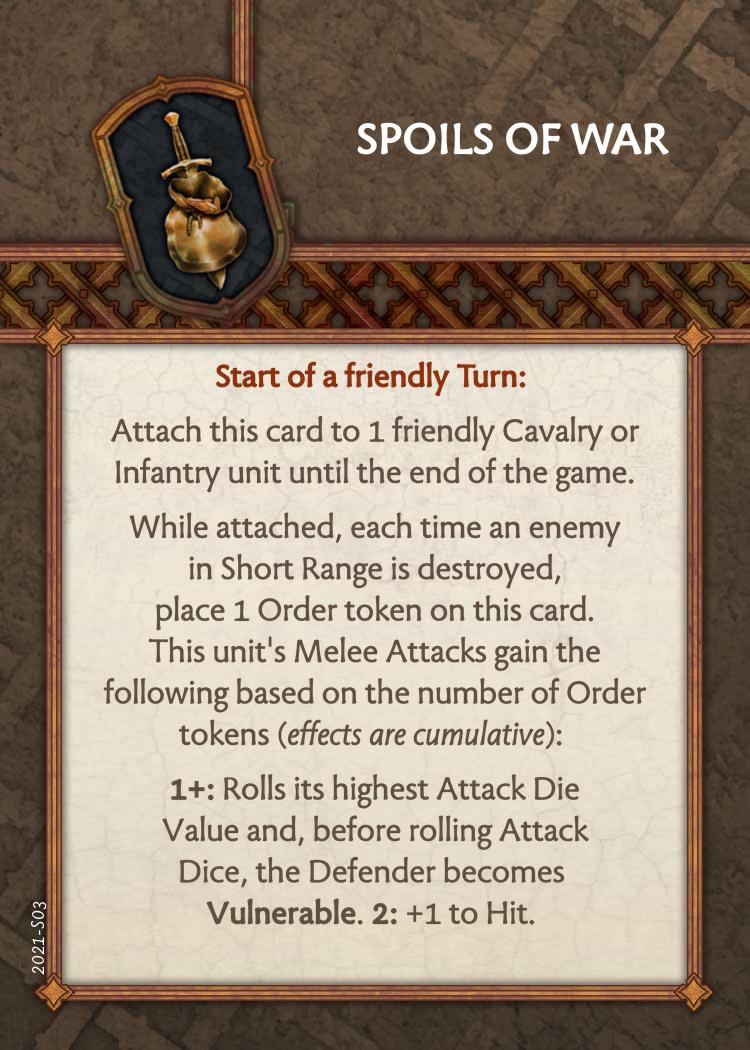 SPOILS OF WAR
Start of a friendly Turn:
Attach this card to 1 friendly Cavalry or
Infantry unit until the end of the game.
While attached, each time an enemy
in Short Range is destroyed,
place 1 Order token on this card.
This unit's Melee Attacks gain the
following based on the number of Order
tokens (effects are cumulative):
1+: Rolls its highest Attack Die
Value and, before rolling Attack
Dice, the Defender becomes
Vulnerable. 2: +1 to Hit.
2021-S03